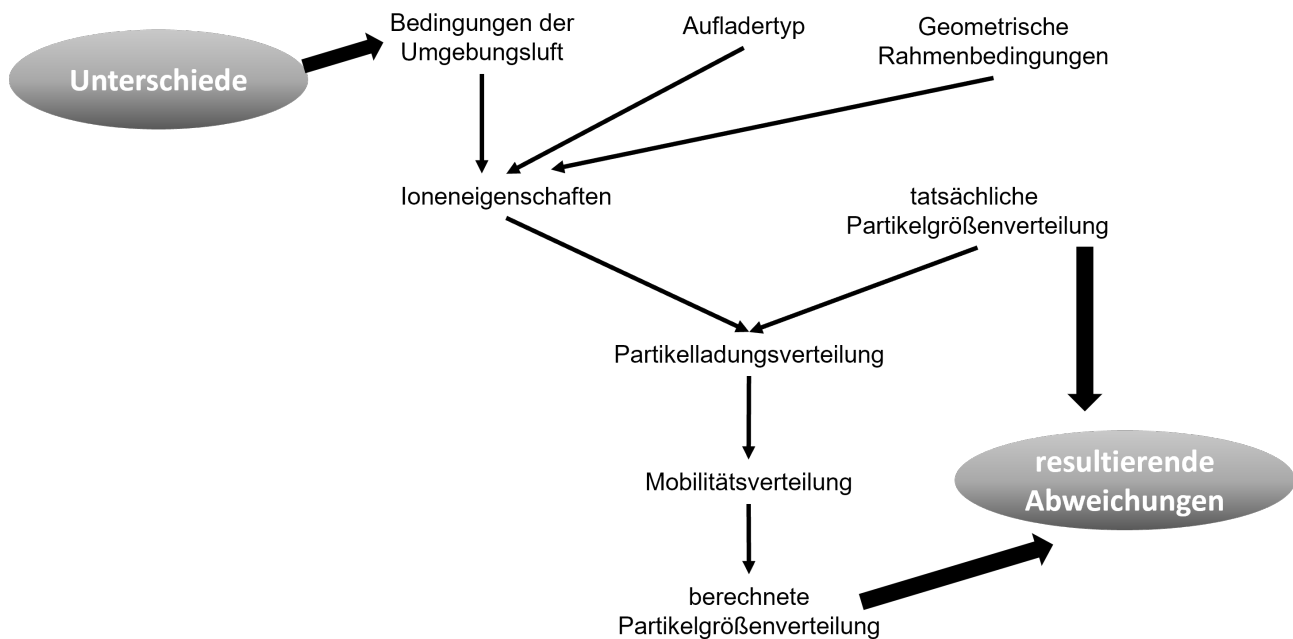 Unterschiede
Bedingungen der
Umgebungsluft
Aufladertyp
Geometrische
Rahmenbedingungen
Ioneneigenschaften
tatsächliche
Partikelgrößenverteilung
Partikelladungsverteilung
Mobilitätsverteilung
resultierende
Abweichungen
berechnete
Partikelgrößenverteilung